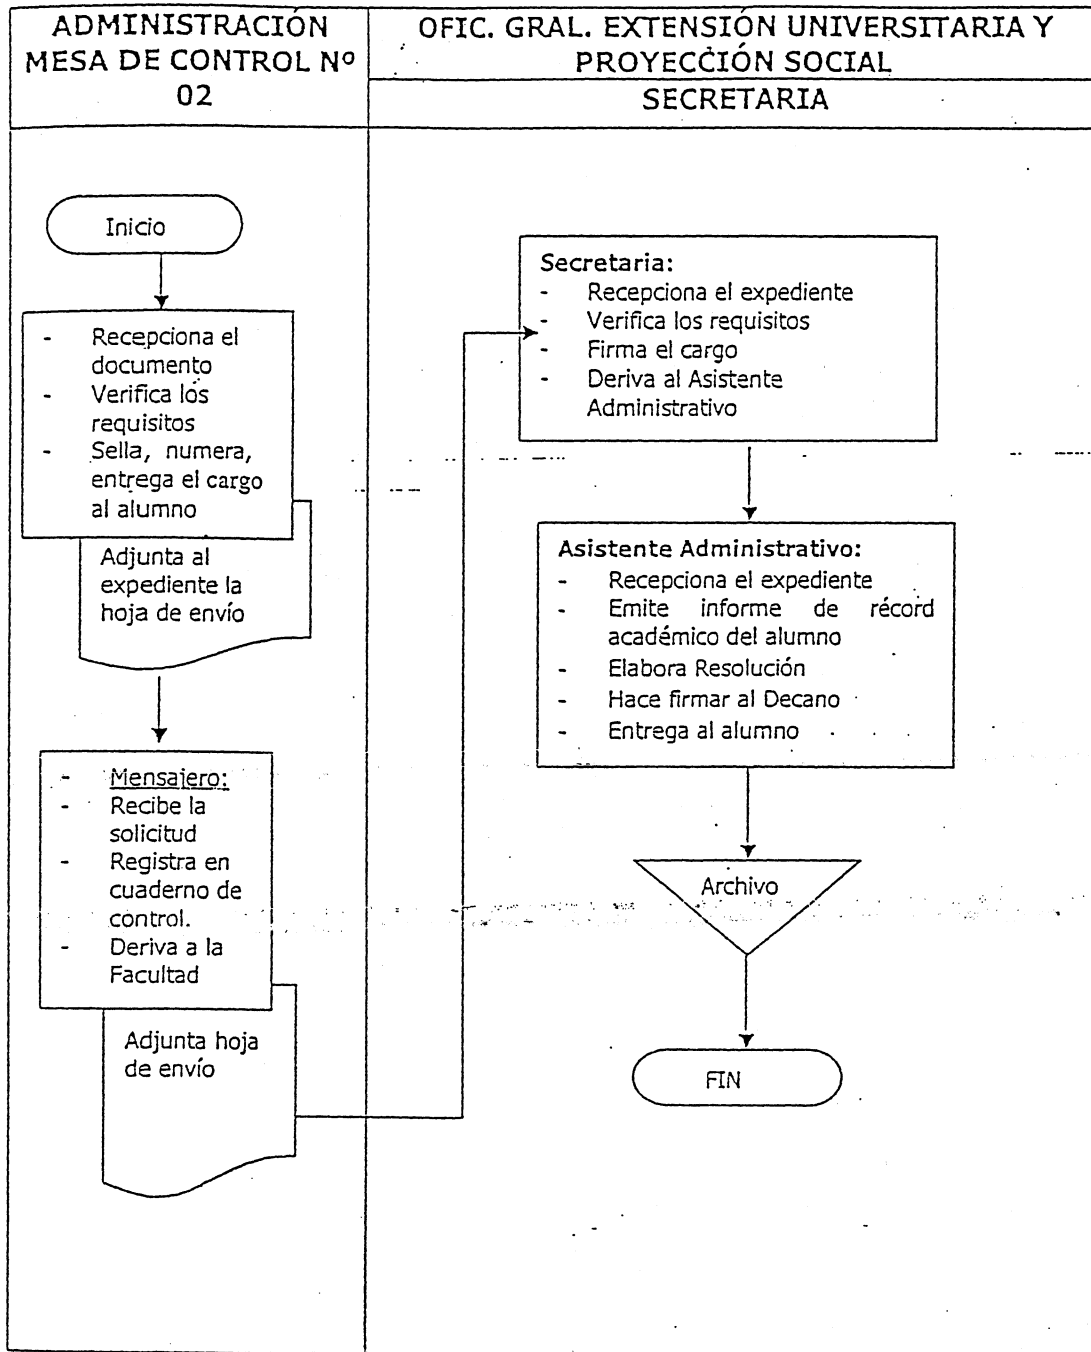 ADMINISTRACIÓN
MESA DE CONTROL Nº
02
OFIC. GRAL. EXTENSIÓN UNIVERSITARIA Y
PROYECCIÓN SOCIAL
SECRETARIA
Inicio
- Recepciona el
documento
- Verifica los
requisitos
- Sella, numera,
entrega el cargo
al alumno
Adjunta al
expediente la
hoja de envío
- Mensajero:
- Recibe la
solicitud
- Registra en
cuaderno de
control.
- Deriva a la
Facultad
Adjunta hoja
de envío
Secretaria:
- Recepciona el expediente
- Verifica los requisitos
- Firma el cargo
- Deriva al Asistente
Administrativo
Asistente Administrativo:
- Recepciona el expediente
- Emite informe de récord
académico del alumno
- Elabora Resolución
- Hace firmar al Decano
- Entrega al alumno
Archivo
FIN